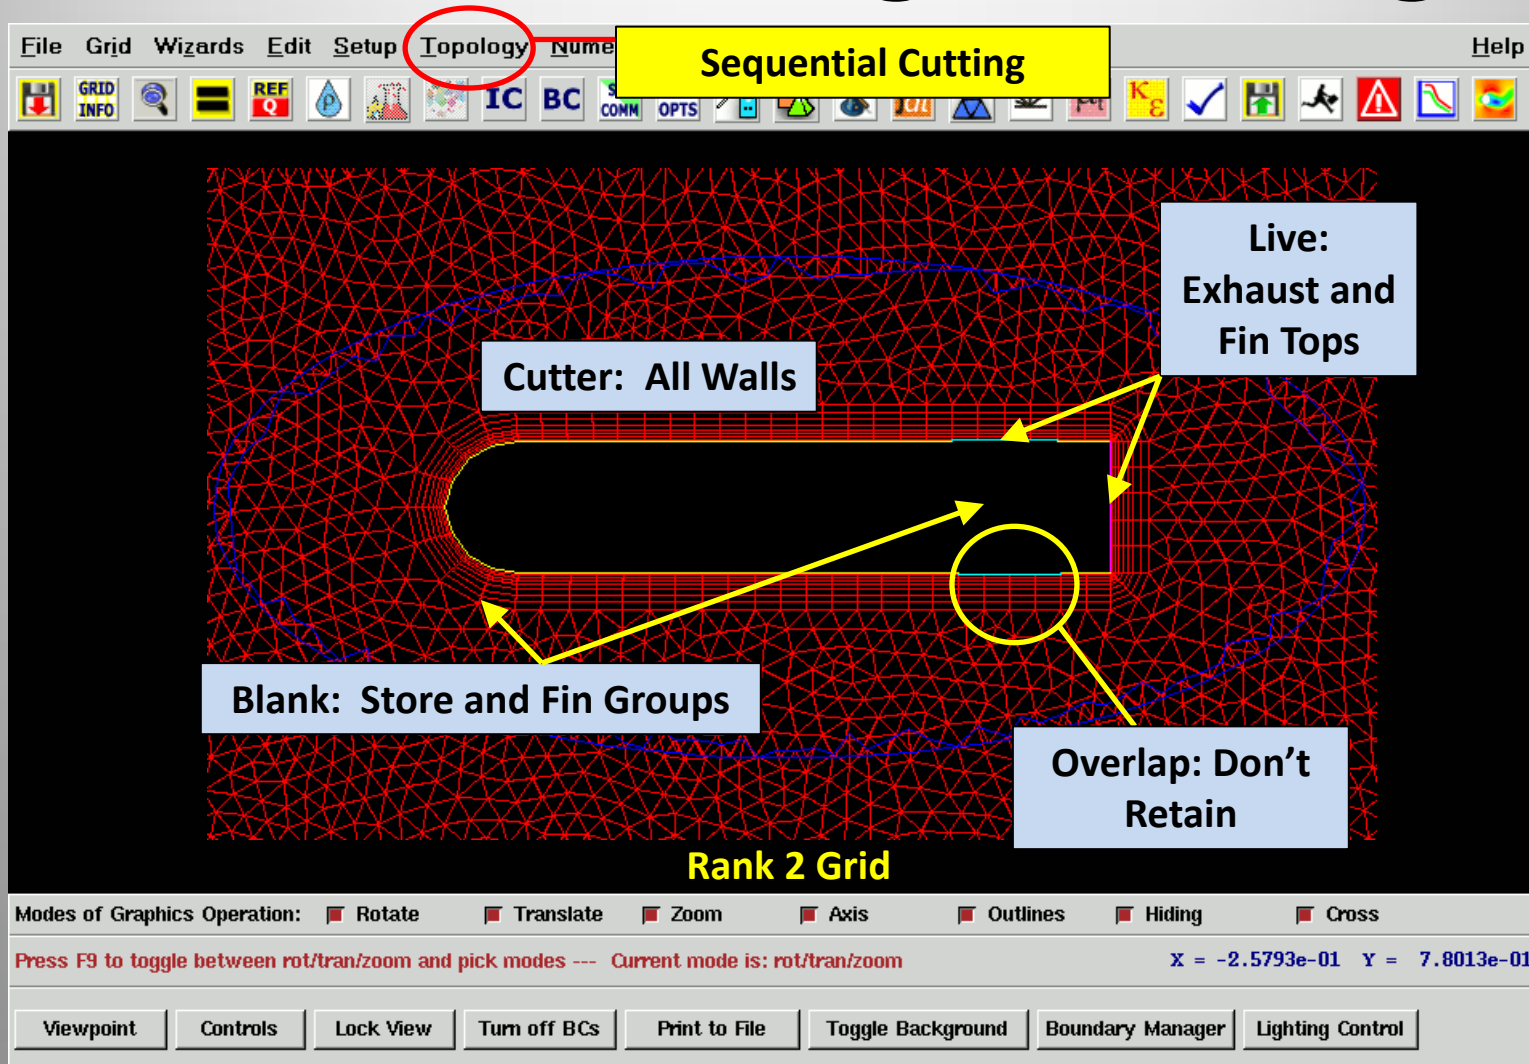 File Grid Wizards Edit Setup Topology Nume Help
Sequential Cutting
GRID INFO REF Q ρ IC BC COMM OPTS Κε
Live:
Exhaust and
Fin Tops
Cutter: All Walls
Blank: Store and Fin Groups
Overlap: Don’t
Retain
Rank 2 Grid
Modes of Graphics Operation: Rotate Translate Zoom Axis Outlines Hiding Cross
Press F9 to toggle between rot/tran/zoom and pick modes --- Current mode is: rot/tran/zoom X = -2.5793e-01 Y = 7.8013e-01
Viewpoint Controls Lock View Turn off BCs Print to File Toggle Background Boundary Manager Lighting Control